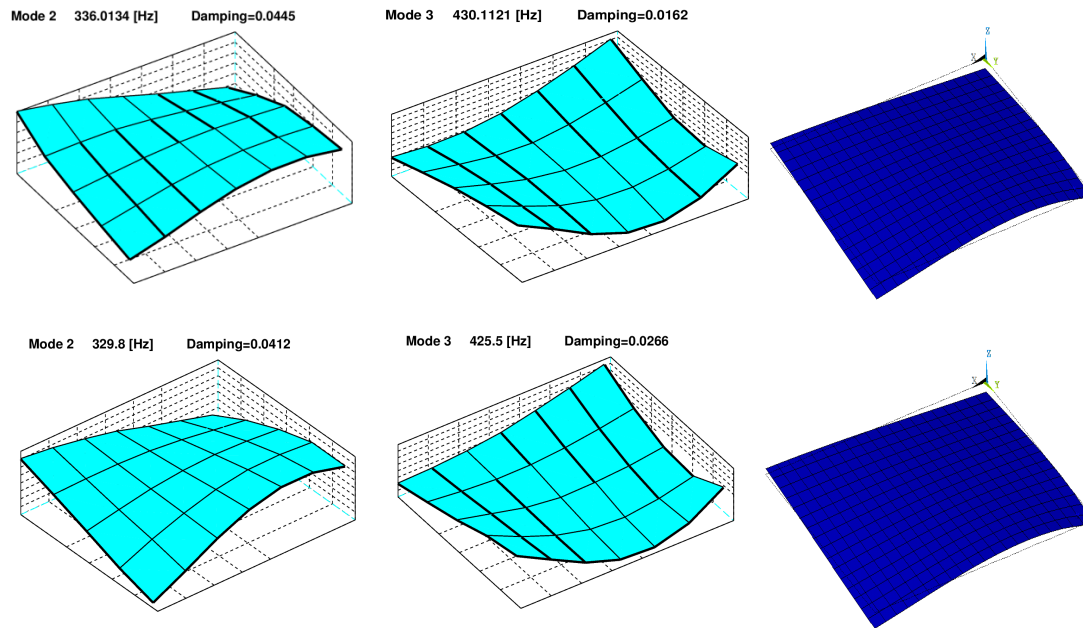 Mode 2 336.0134 [Hz] Damping=0.0445
Mode 3 430.1121 [Hz] Damping=0.0162
Z
X
Y
Mode 2 329.8 [Hz] Damping=0.0412
Mode 3 425.5 [Hz] Damping=0.0266
Z
X
Y